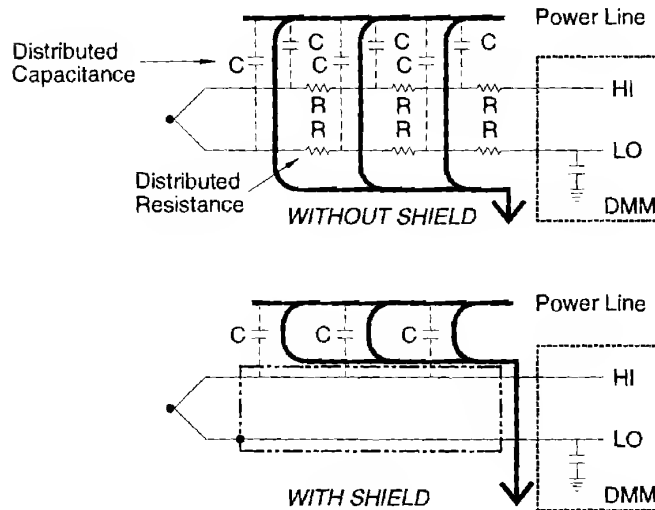 Power Line
Distributed
Capacitance
C C C C C C
HI
R R R
R R R
LO
Distributed
Resistance
WITHOUT SHIELD
DMM
Power Line
C C C
HI
LO
WITH SHIELD
DMM